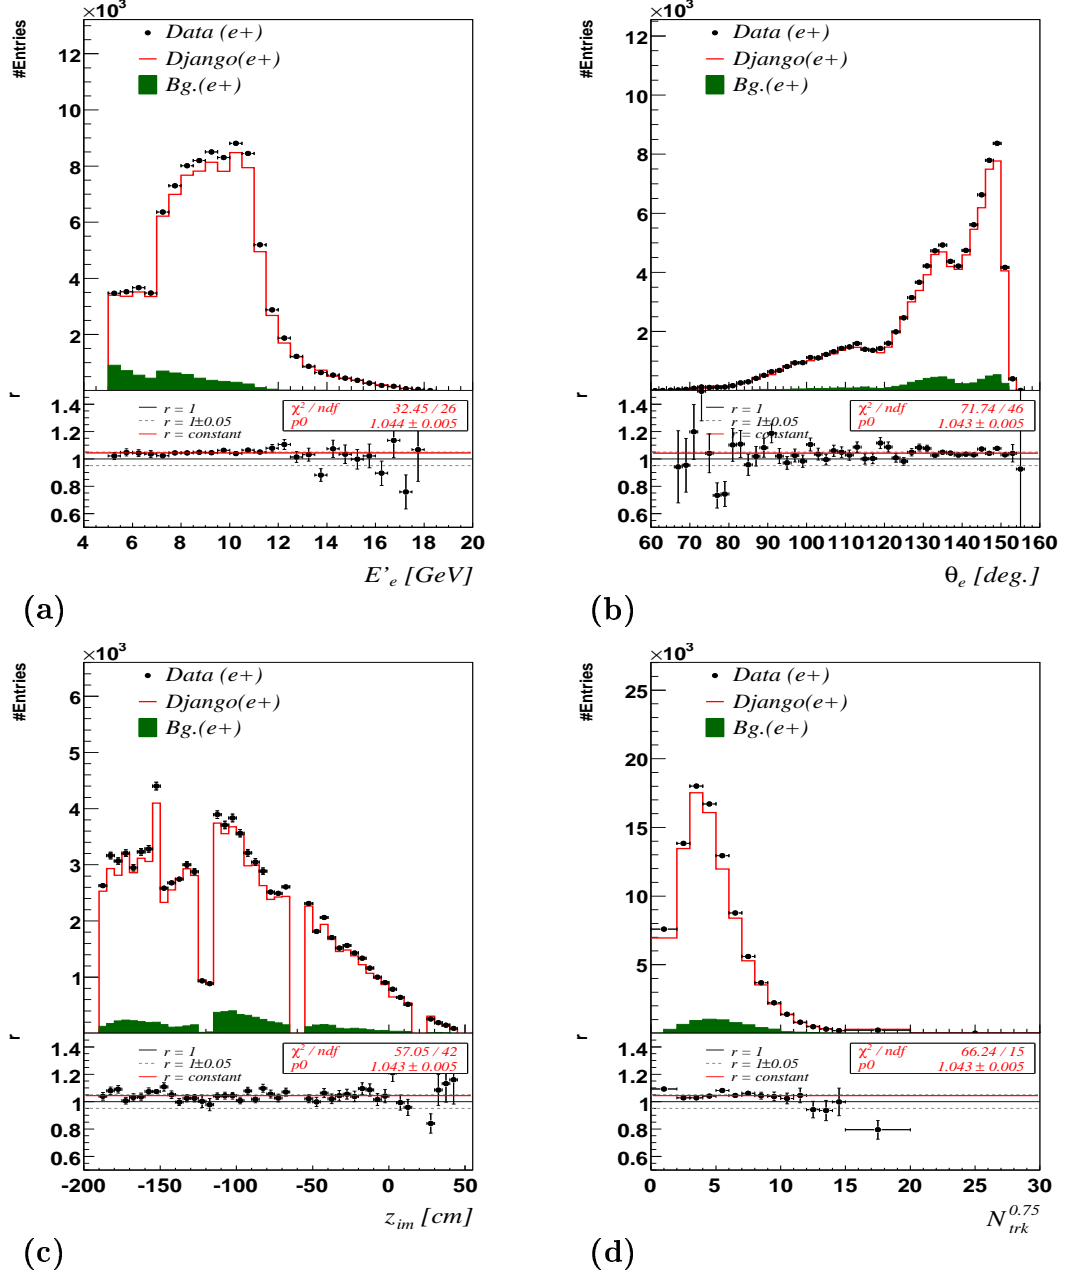 ×10³
#Entries
12
10
8
6
4
2
Data (e+)
Django(e+)
Bg.(e+)
r
1.4
1.2
1
0.8
0.6
r = 1
r = 1±0.05
r = constant
χ² / ndf 32.45 / 26
p0 1.044 ± 0.005
4 6 8 10 12 14 16 18 20
E'e [GeV]
(a)
×10³
#Entries
12
10
8
6
4
2
Data (e+)
Django(e+)
Bg.(e+)
r
1.4
1.2
1
0.8
0.6
r = 1
r = 1±0.05
r = constant
χ² / ndf 71.74 / 46
p0 1.043 ± 0.005
60 70 80 90 100 110 120 130 140 150 160
θe [deg.]
(b)
×10³
#Entries
6
5
4
3
2
1
Data (e+)
Django(e+)
Bg.(e+)
r
1.4
1.2
1
0.8
0.6
r = 1
r = 1±0.05
r = constant
χ² / ndf 57.05 / 42
p0 1.043 ± 0.005
-200 -150 -100 -50 0 50
zim [cm]
(c)
×10³
#Entries
25
20
15
10
5
Data (e+)
Django(e+)
Bg.(e+)
r
1.4
1.2
1
0.8
0.6
r = 1
r = 1±0.05
r = constant
χ² / ndf 66.24 / 15
p0 1.043 ± 0.005
0 5 10 15 20 25 30
N0.75trk
(d)